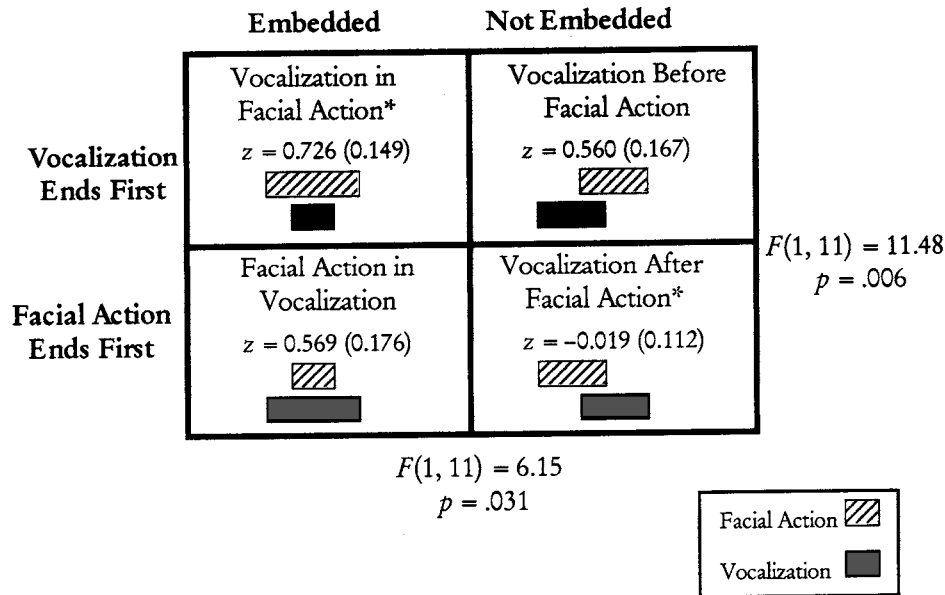 Embedded
Not Embedded
Vocalization
Ends First
Vocalization in
Facial Action*
z = 0.726 (0.149)
Vocalization Before
Facial Action
z = 0.560 (0.167)
Facial Action
Ends First
Facial Action in
Vocalization
z = 0.569 (0.176)
Vocalization After
Facial Action*
z = −0.019 (0.112)
F(1, 11) = 11.48
p = .006
F(1, 11) = 6.15
p = .031
Facial Action
Vocalization